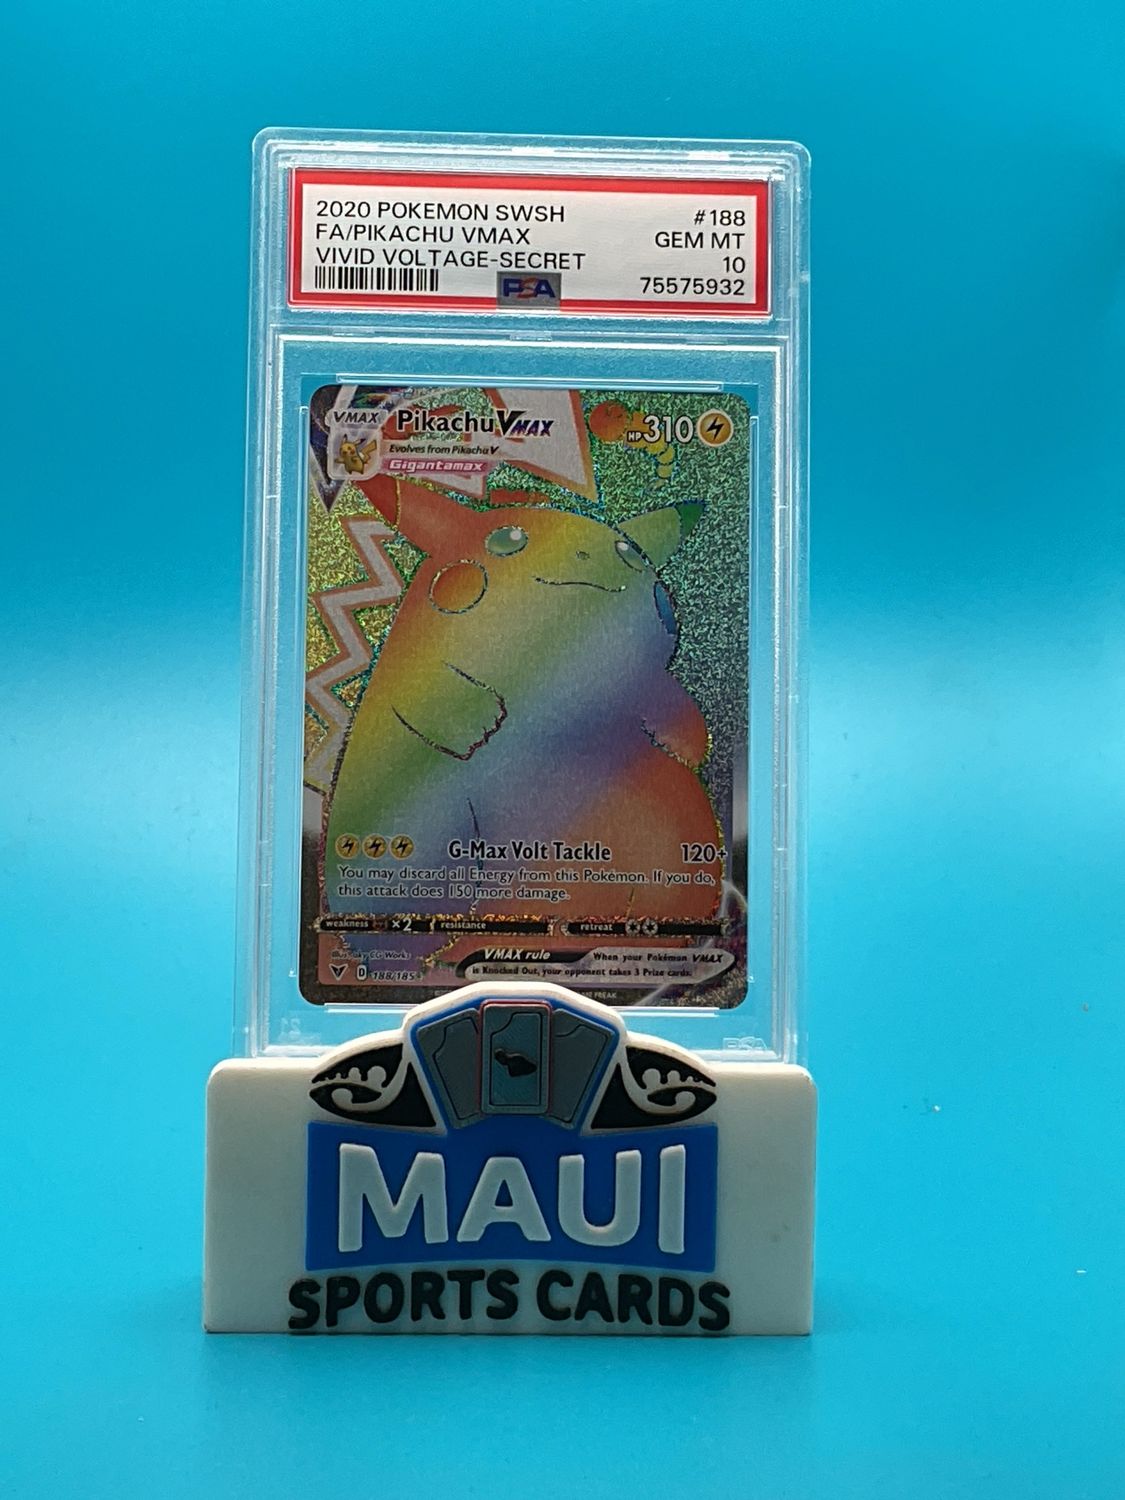 2020 POKEMON SWSH #188
FA/PIKACHU VMAX GEM MT
VIVID VOLTAGE-SECRET 10
PSA 75575932
VMAX Pikachu VMAX HP 310
Evolves from Pikachu V
Gigantamax
G-Max Volt Tackle 120+
You may discard all Energy from this Pokémon. If you do,
this attack does 150 more damage.
weakness ×2 resistance retreat
VMAX rule When your Pokémon VMAX
is Knocked Out, your opponent takes 3 Prize cards.
D 188/185
PSA
MAUI
SPORTS CARDS